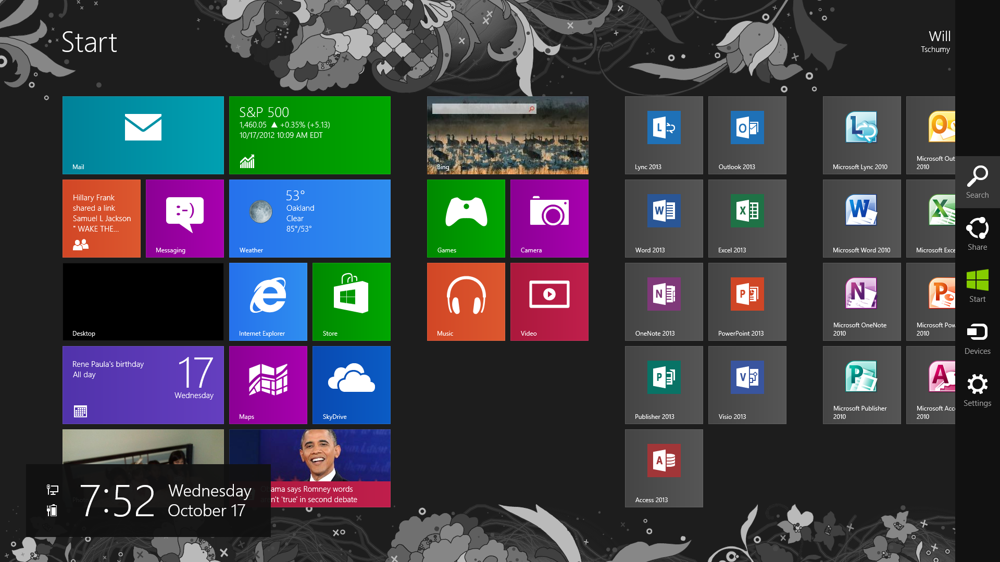 Start
Will
Tschumy
Mail
S&P 500
1,460.05 ▲ +0.35% (+5.13)
10/17/2012 10:09 AM EDT
Hillary Frank
shared a link
Samuel L Jackson
" WAKE THE...
:-)
Messaging
53°
Oakland
Clear
85°/53°
Weather
Desktop
Internet Explorer
Store
Rene Paula's birthday
All day
17
Wednesday
Maps
SkyDrive
ama says Romney words
n't 'true' in second debate
7:52
Wednesday
October 17
Bing
Games
Camera
Music
Video
L
Lync 2013
O
Outlook 2013
W
Word 2013
X
Excel 2013
N
OneNote 2013
P
PowerPoint 2013
P
Publisher 2013
V
Visio 2013
A
Access 2013
L
Microsoft Lync 2010
O
Microsoft Out
2010
W
Microsoft Word 2010
X
Microsoft Exce
N
Microsoft OneNote
2010
P
Microsoft Pow
2010
P
Microsoft Publisher
2010
A
Microsoft Acc
2010
Search
Share
Start
Devices
Settings